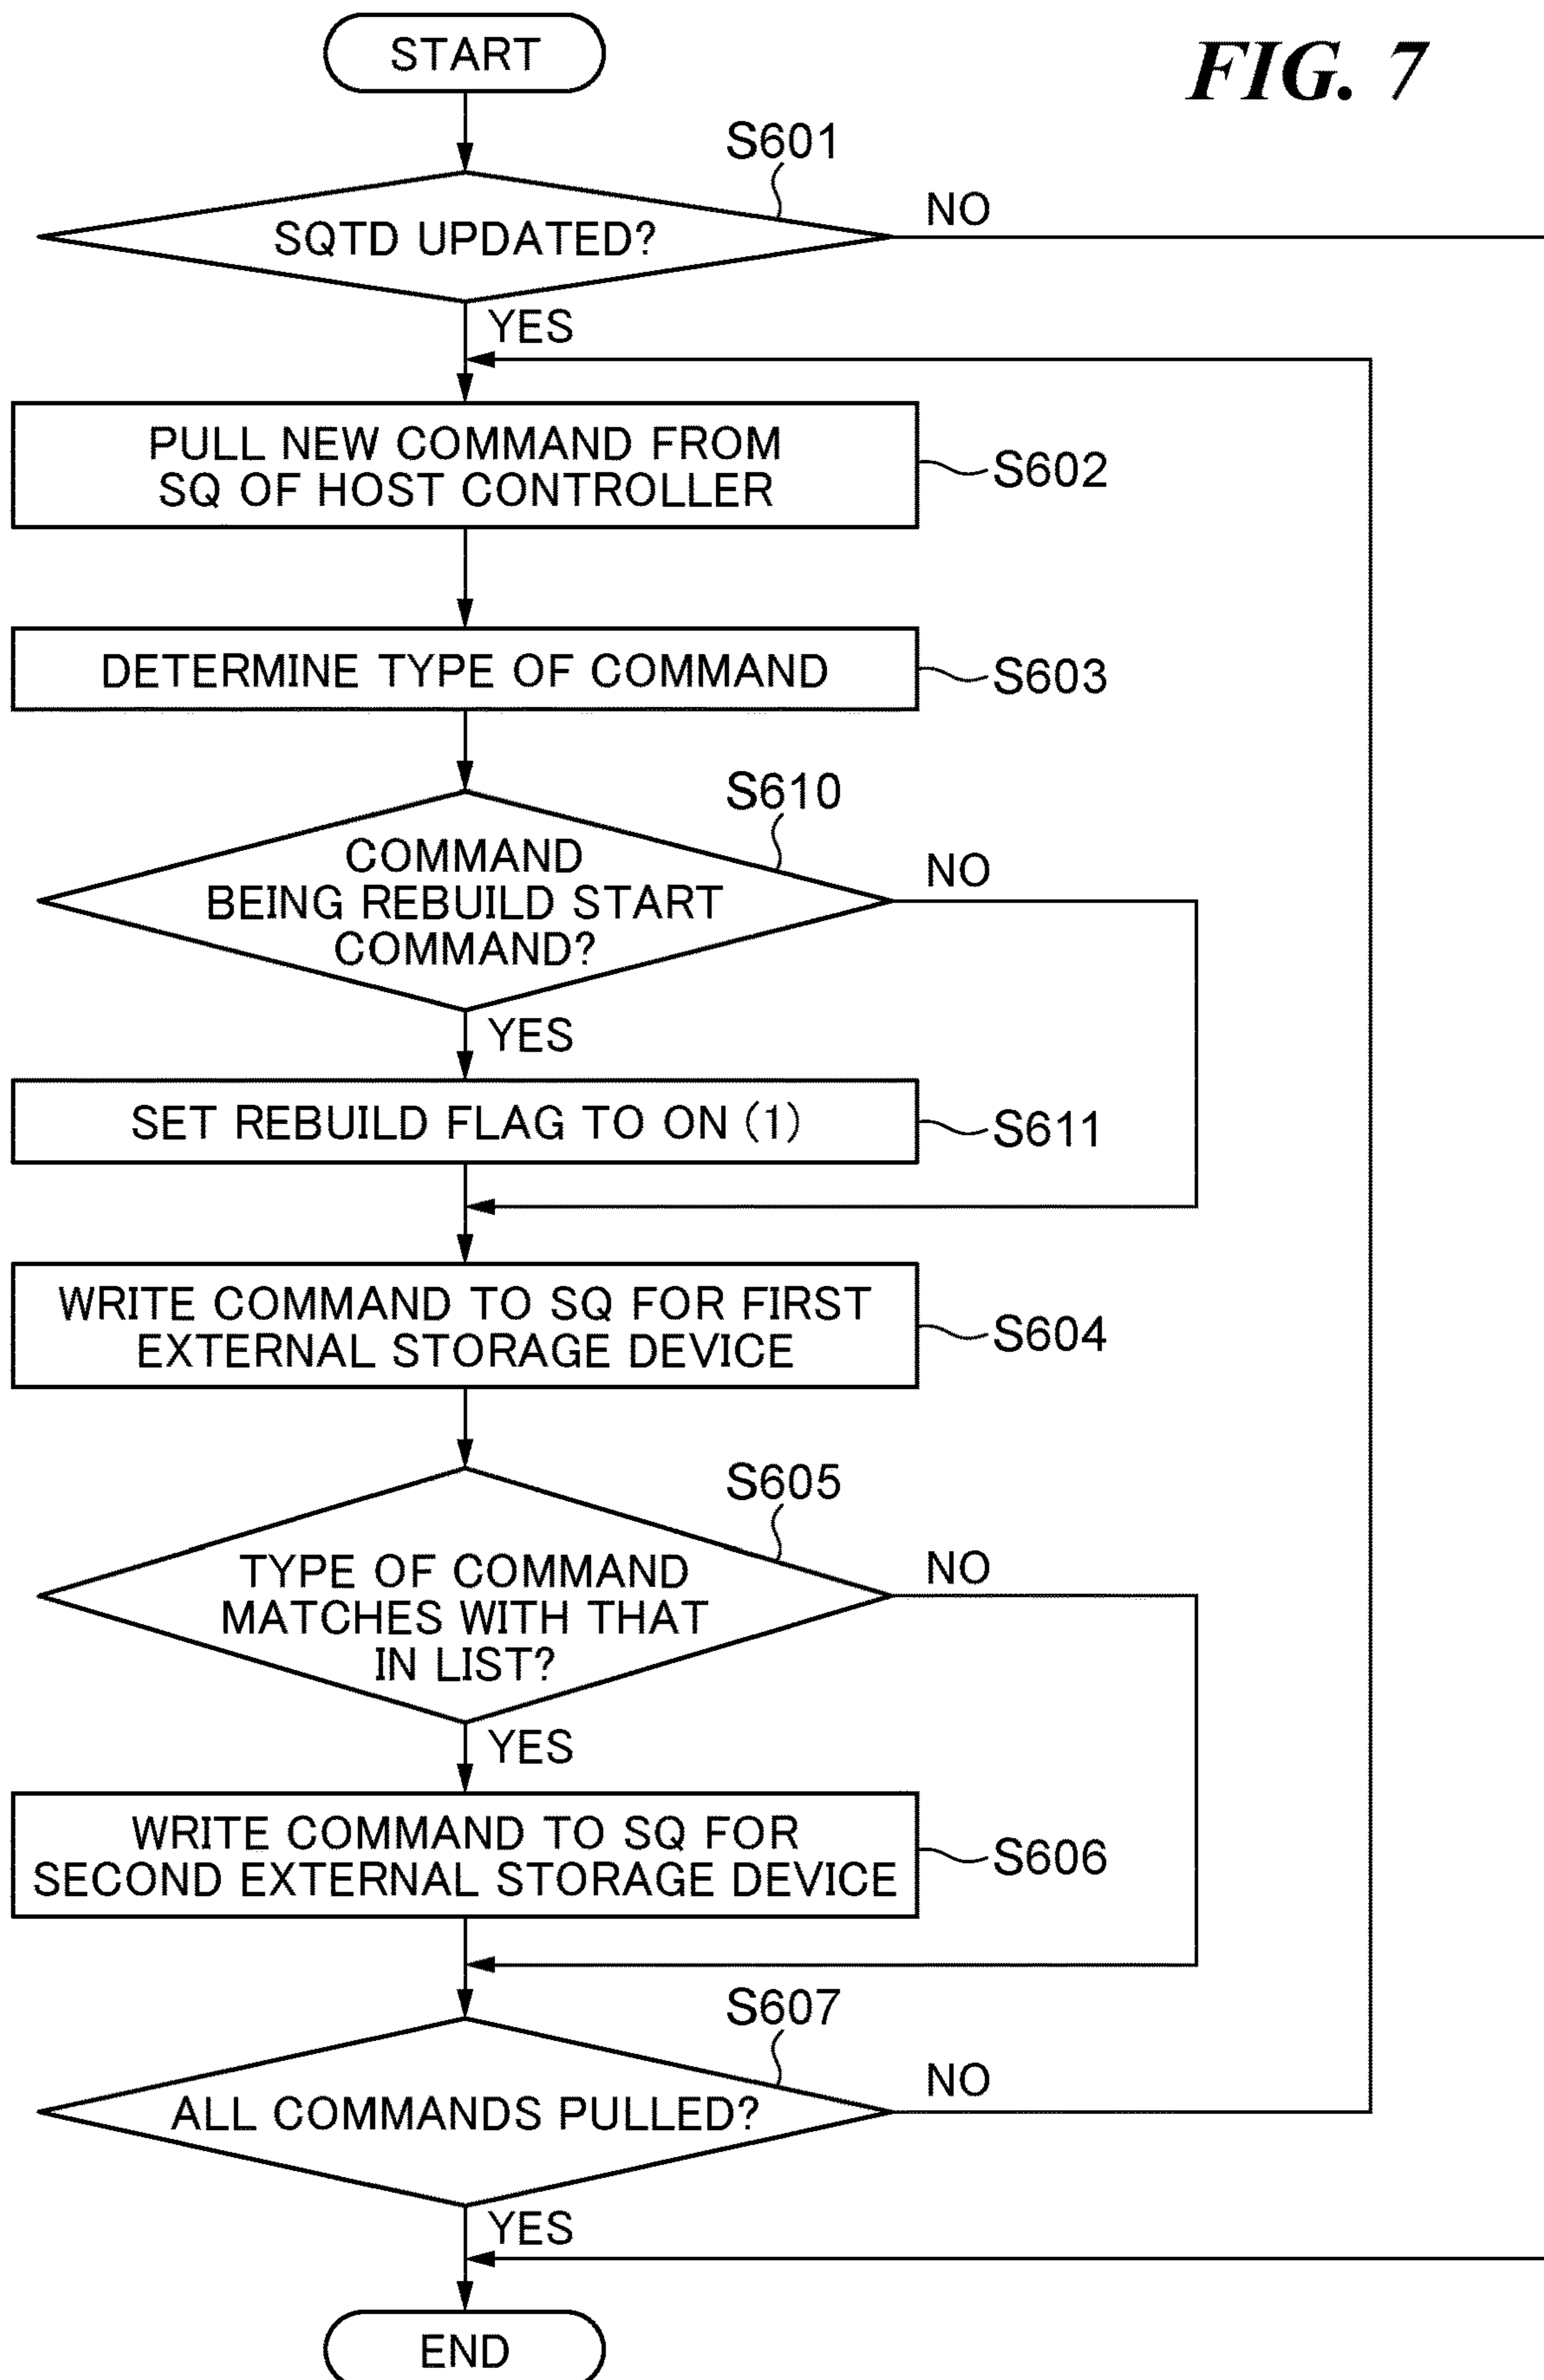 START
FIG. 7
S601
SQTD UPDATED?
NO
YES
PULL NEW COMMAND FROM
SQ OF HOST CONTROLLER
S602
DETERMINE TYPE OF COMMAND
S603
S610
COMMAND
BEING REBUILD START
COMMAND?
NO
YES
SET REBUILD FLAG TO ON (1)
S611
WRITE COMMAND TO SQ FOR FIRST
EXTERNAL STORAGE DEVICE
S604
S605
TYPE OF COMMAND
MATCHES WITH THAT
IN LIST?
NO
YES
WRITE COMMAND TO SQ FOR
SECOND EXTERNAL STORAGE DEVICE
S606
S607
ALL COMMANDS PULLED?
NO
YES
END